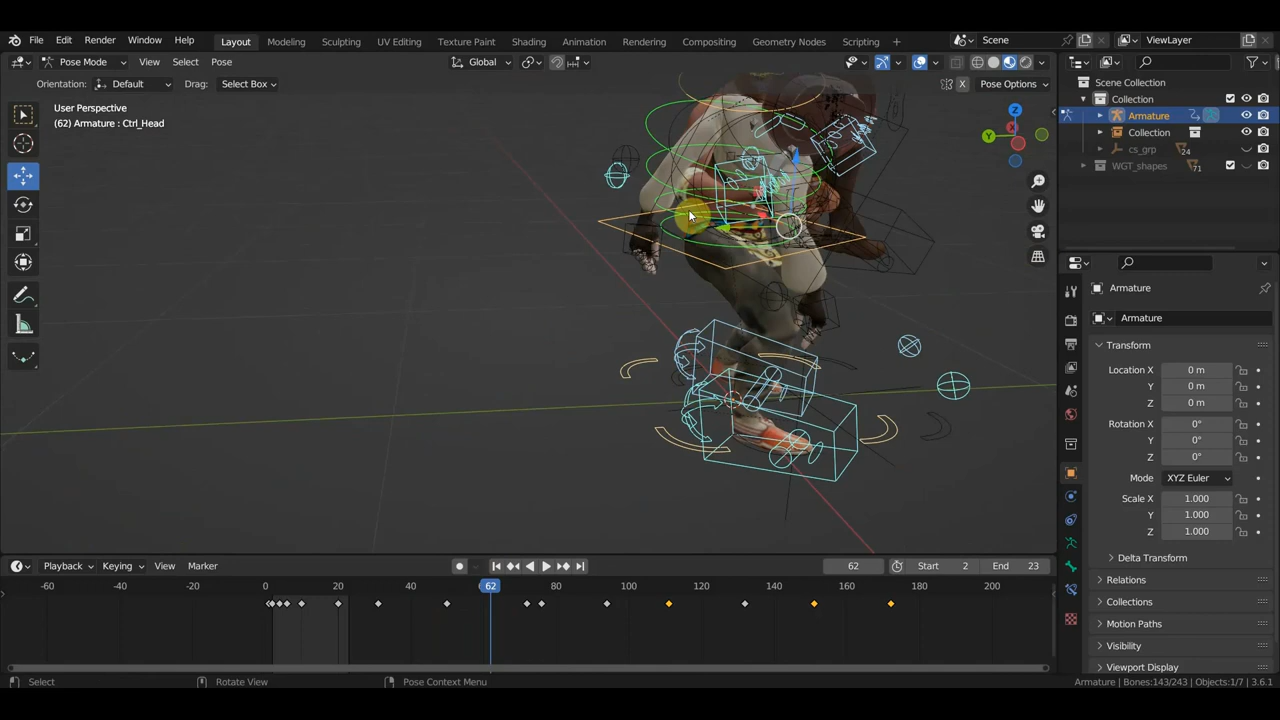 File Edit Render Window Help Layout Modeling Sculpting UV Editing Texture Paint Shading Animation Rendering Compositing Geometry Nodes Scripting + Scene ViewLayer
Pose Mode View Select Pose Global
Orientation: Default Drag: Select Box X Pose Options
User Perspective
(62) Armature : Ctrl_Head
Z
Y
Scene Collection
Collection
Armature
Collection
cs_grp 24
WGT_shapes 71
Armature
Armature
Transform
Location X 0 m
Y 0 m
Z 0 m
Rotation X 0°
Y 0°
Z 0°
Mode XYZ Euler
Scale X 1.000
Y 1.000
Z 1.000
Delta Transform
Relations
Collections
Motion Paths
Visibility
Viewport Display
Playback Keying View Marker 62 Start 2 End 23
-60 -40 -20 0 20 40 62 80 100 120 140 160 180 200
Select Rotate View Pose Context Menu Armature | Bones:143/243 | Objects:1/7 | 3.6.1